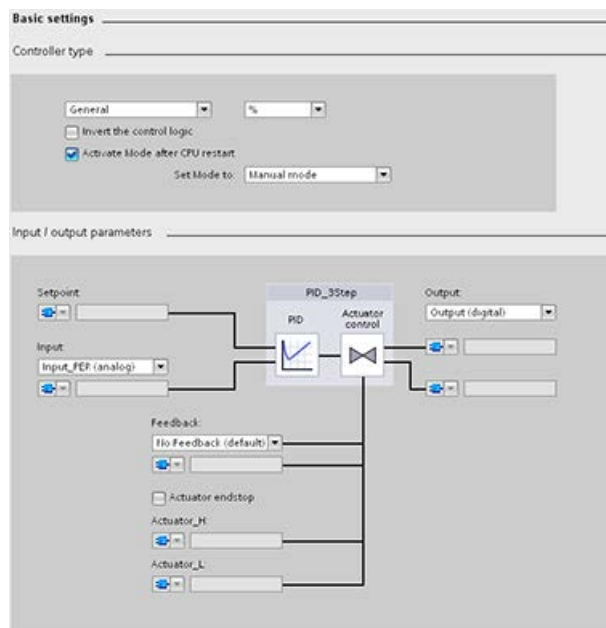 Basic settings
Controller type
General %
Invert the control logic
Activate Mode after CPU restart
Set Mode to: Manual mode
Input / output parameters
Setpoint:
PID_3Step
Output:
PID
Actuator control
Output (digital)
Input:
Input_PER (analog)
Feedback:
No Feedback (default)
Actuator endstop
Actuator_H:
Actuator_L: